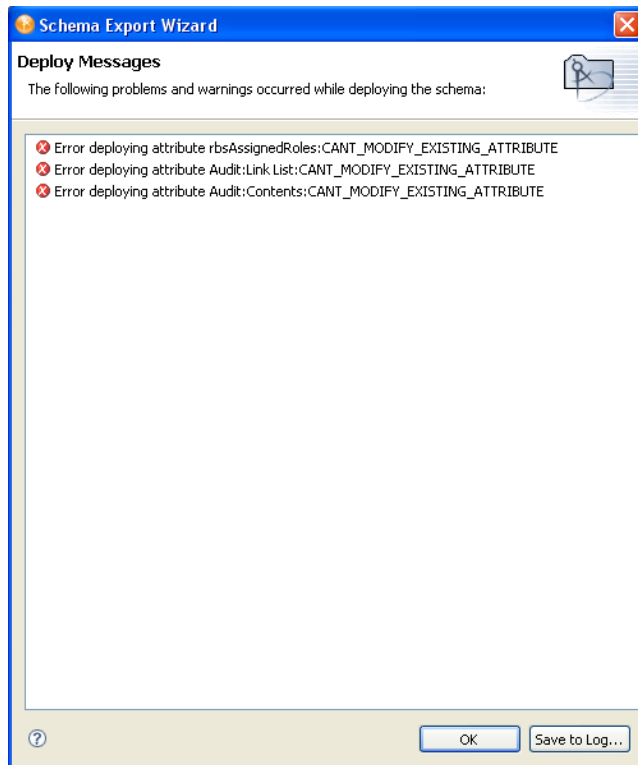 Schema Export Wizard
Deploy Messages
The following problems and warnings occurred while deploying the schema:
Error deploying attribute rbsAssignedRoles:CANT_MODIFY_EXISTING_ATTRIBUTE
Error deploying attribute Audit:Link List:CANT_MODIFY_EXISTING_ATTRIBUTE
Error deploying attribute Audit:Contents:CANT_MODIFY_EXISTING_ATTRIBUTE
?
OK
Save to Log...